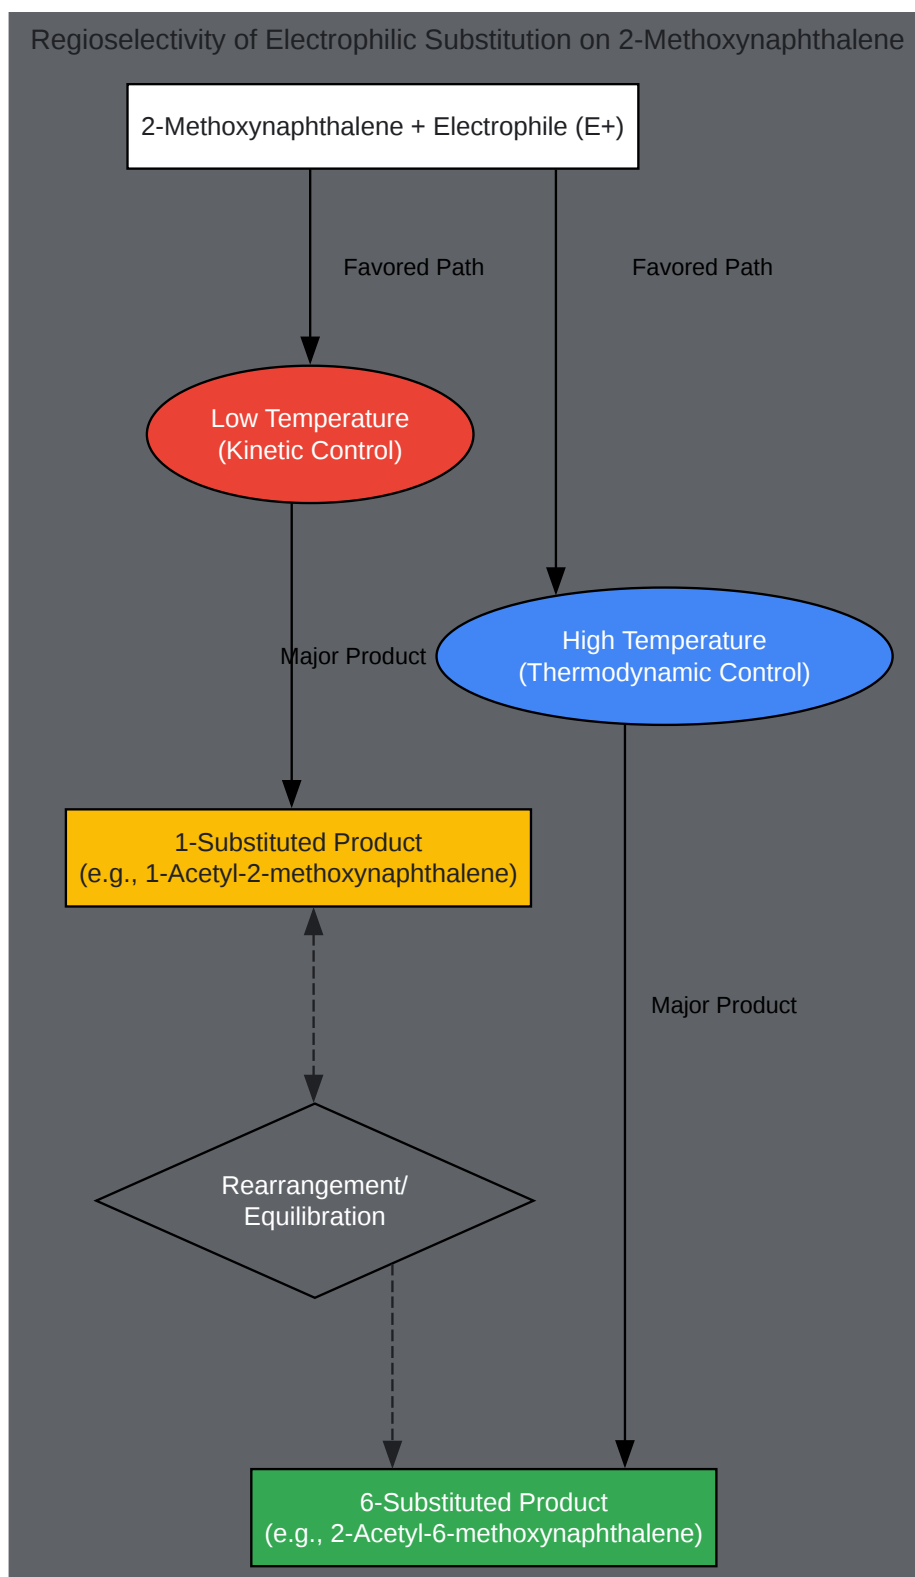 Regioselectivity of Electrophilic Substitution on 2-Methoxynaphthalene
2-Methoxynaphthalene + Electrophile (E+)
Favored Path
Favored Path
Low Temperature
(Kinetic Control)
High Temperature
(Thermodynamic Control)
Major Product
1-Substituted Product
(e.g., 1-Acetyl-2-methoxynaphthalene)
Major Product
Rearrangement/
Equilibration
6-Substituted Product
(e.g., 2-Acetyl-6-methoxynaphthalene)